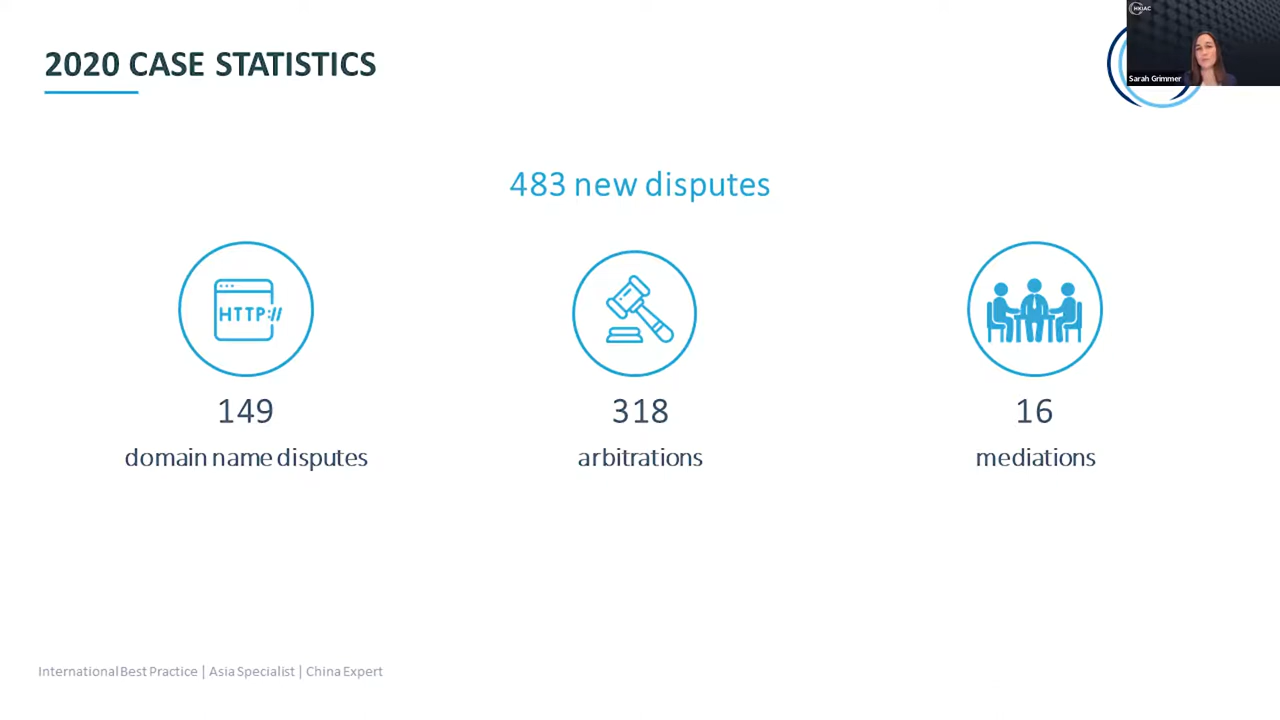 2020 CASE STATISTICS
HKIAC
Sarah Grimmer
483 new disputes
HTTP://
149
318
16
domain name disputes
arbitrations
mediations
International Best Practice | Asia Specialist | China Expert